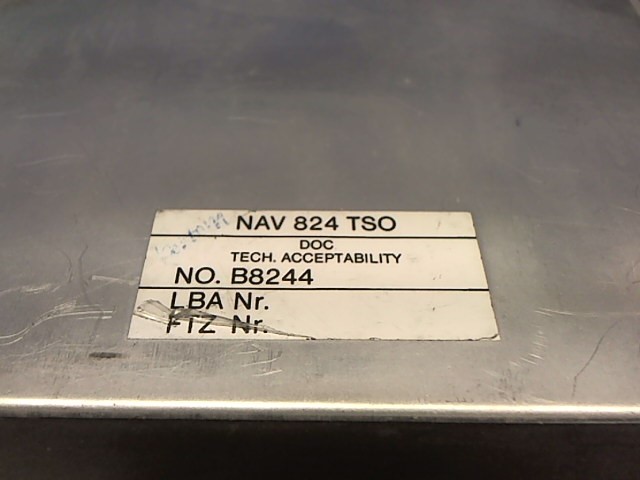 NAV 824 TSO
DOC
TECH. ACCEPTABILITY
NO. B8244
LBA Nr.
FTZ Nr.